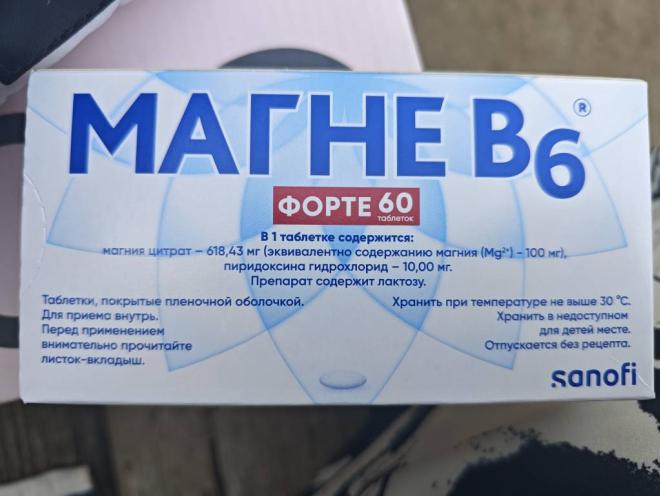 МАГНЕ B6®
ФОРТЕ 60 таблеток
В 1 таблетке содержится:
магния цитрат – 618,43 мг (эквивалентно содержанию магния (Mg²⁺) - 100 мг),
пиридоксина гидрохлорид – 10,00 мг.
Препарат содержит лактозу.
Таблетки, покрытые пленочной оболочкой.
Для приема внутрь.
Перед применением
внимательно прочитайте
листок-вкладыш.
Хранить при температуре не выше 30 °C.
Хранить в недоступном
для детей месте.
Отпускается без рецепта.
sanofi